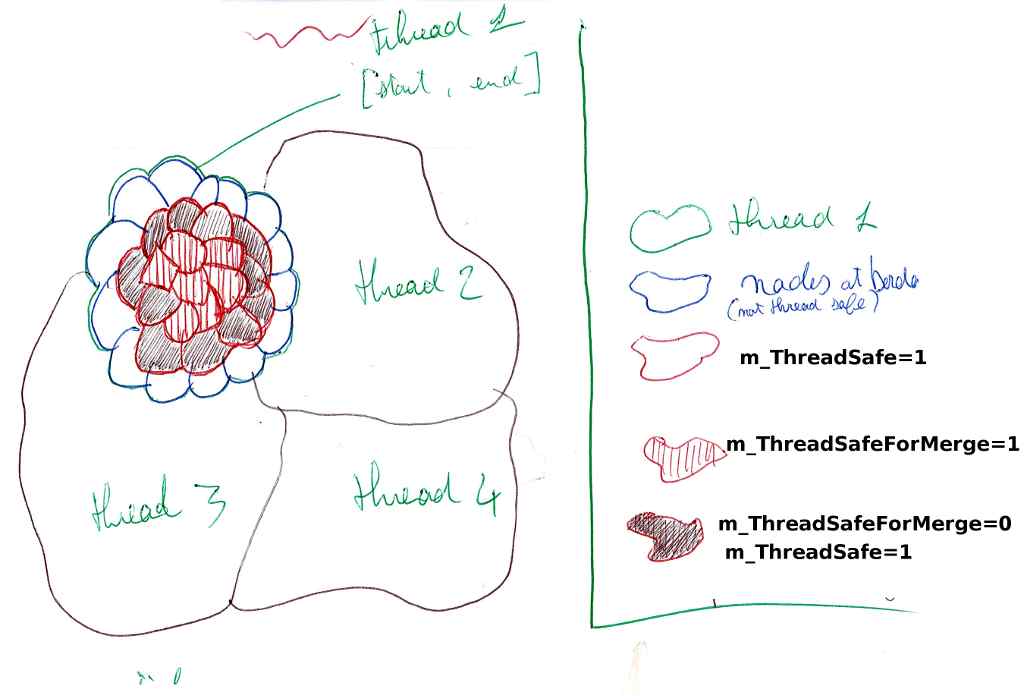 thread 1
[start, end]
thread 2
thread 3
thread 4
thread 1
nodes at border
(not thread safe)
m_ThreadSafe=1
m_ThreadSafeForMerge=1
m_ThreadSafeForMerge=0
m_ThreadSafe=1